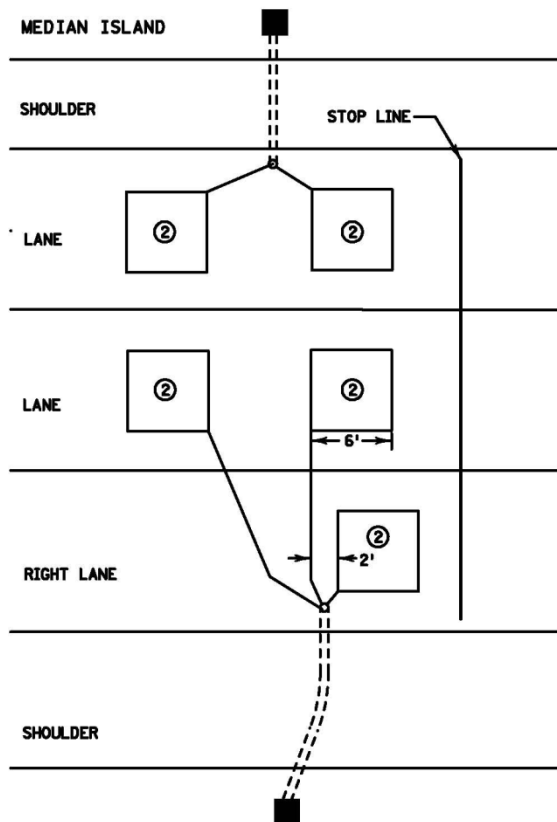 MEDIAN ISLAND
SHOULDER
STOP LINE
LANE
2
2
LANE
2
2
6'
RIGHT LANE
2
2'
SHOULDER